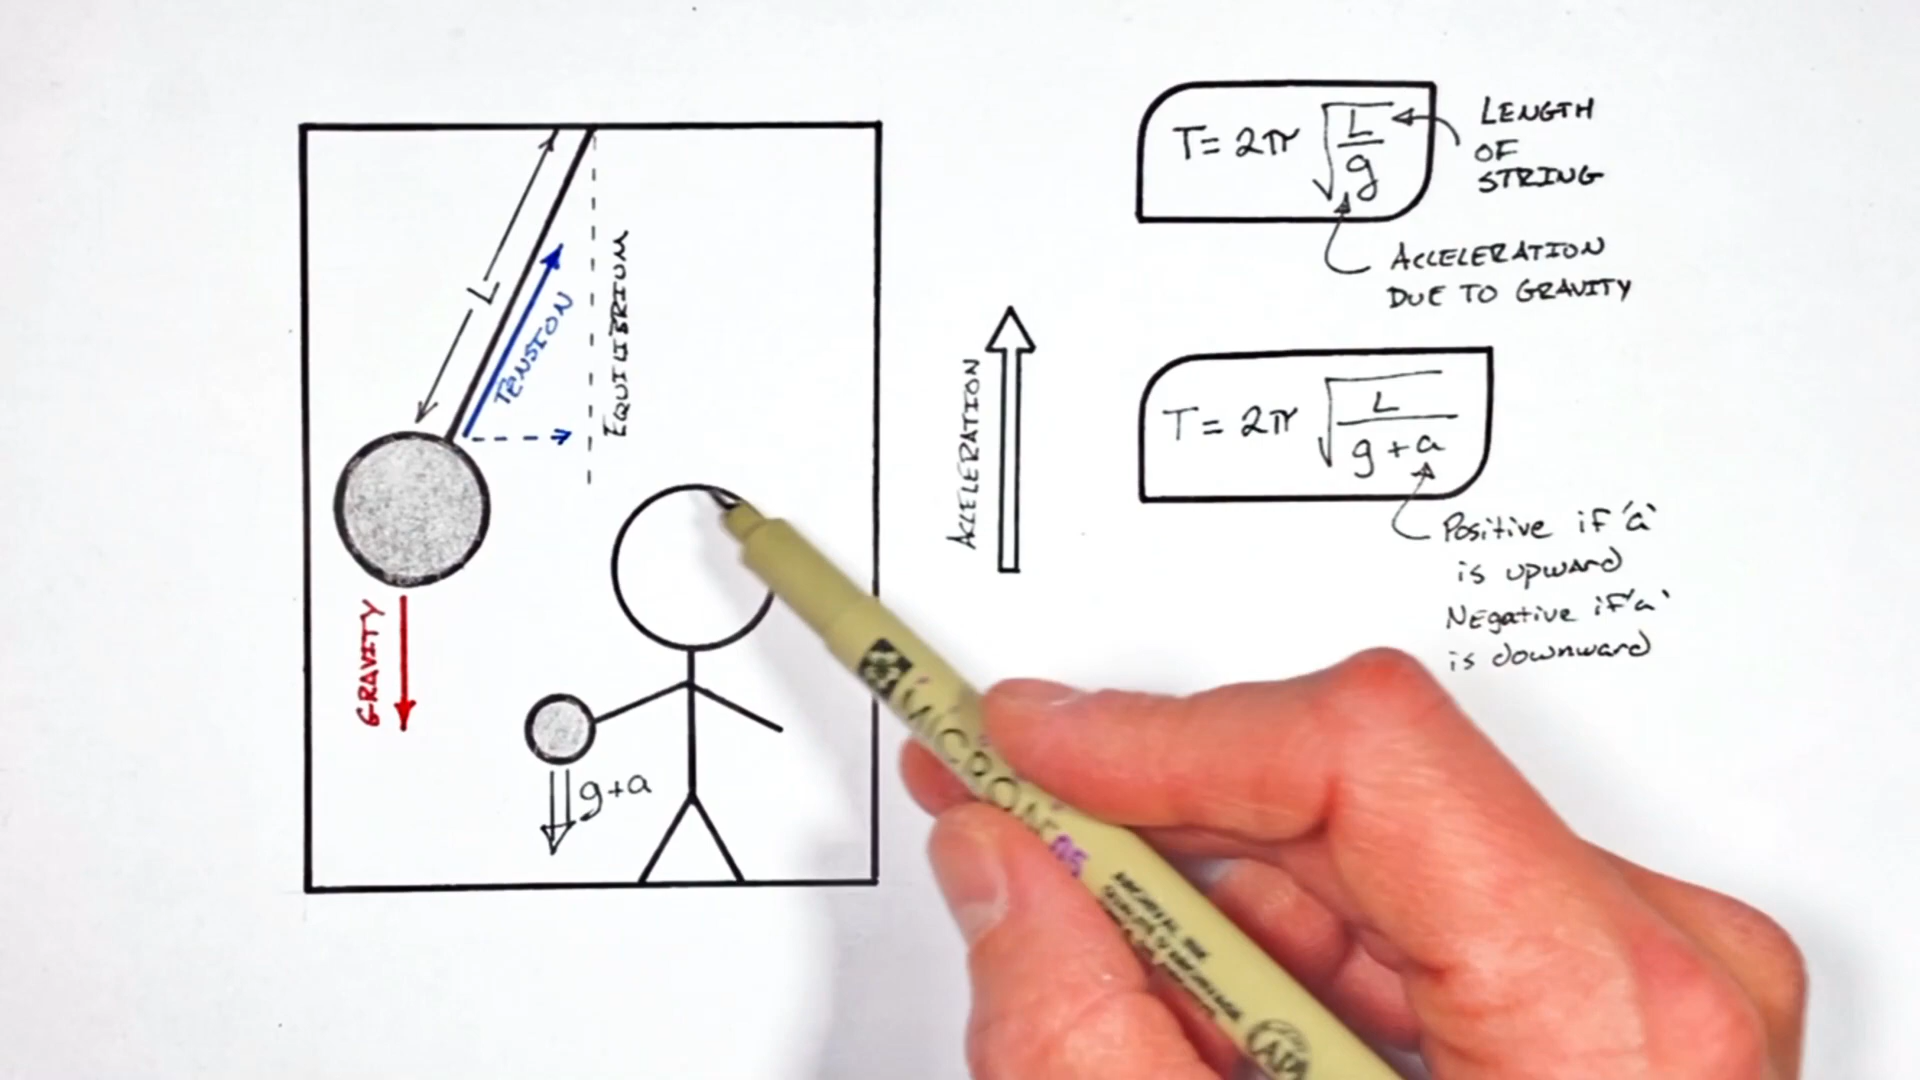 L
TENSION
EQUILIBRIUM
GRAVITY
g+a
ACCELERATION
T= 2π √L/g
LENGTH
OF
STRING
ACCELERATION
DUE TO GRAVITY
T= 2π √L/g+a
Positive if 'a'
is upward
NEgative if 'a'
is downward
MICRON 05